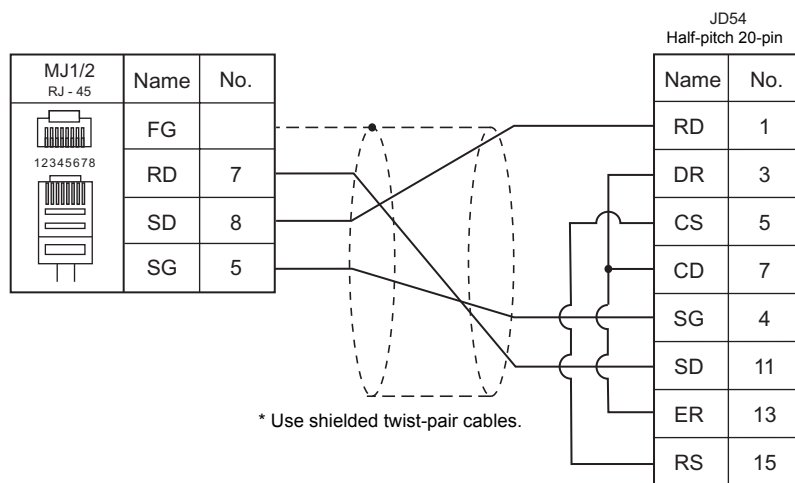 JD54
Half-pitch 20-pin
MJ1/2
RJ - 45
Name No.
12345678
FG
RD 7
SD 8
SG 5
Name No.
RD 1
DR 3
CS 5
CD 7
SG 4
SD 11
ER 13
RS 15
* Use shielded twist-pair cables.